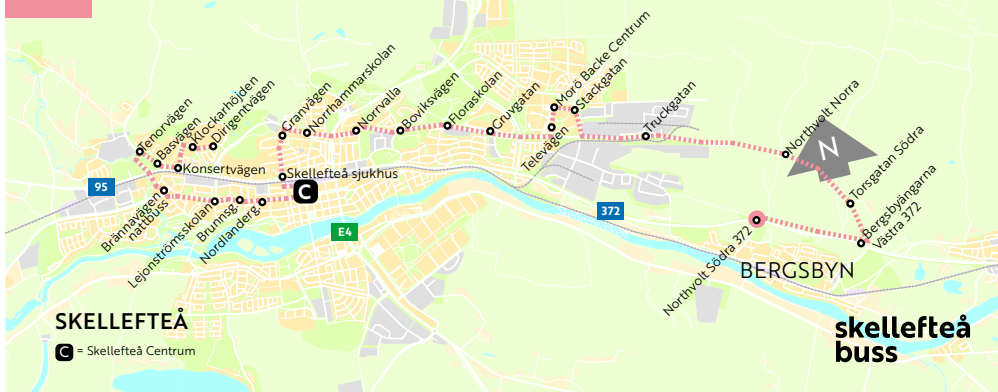 Tenorvägen
Basvägen
Klockarhöjden
Dirigentvägen
Konsertvägen
Granvägen
Norrhammarskolan
Norrvalla
Boviksvägen
Floraskolan
Gruvgatan
Morö Backe Centrum
Stackgatan
Televägen
Truckgatan
Northvolt Norra
N
Torsgatan Södra
Bergsbyängarna
Västra 372
Skellefteå sjukhus
C
95
Brännavägen
nattbuss
Lejonströmsskolan
Brunnsg
Nordlanderg
E4
372
Northvolt Södra 372
BERGSBYN
SKELLEFTEÅ
C = Skellefteå Centrum
skellefteå
buss